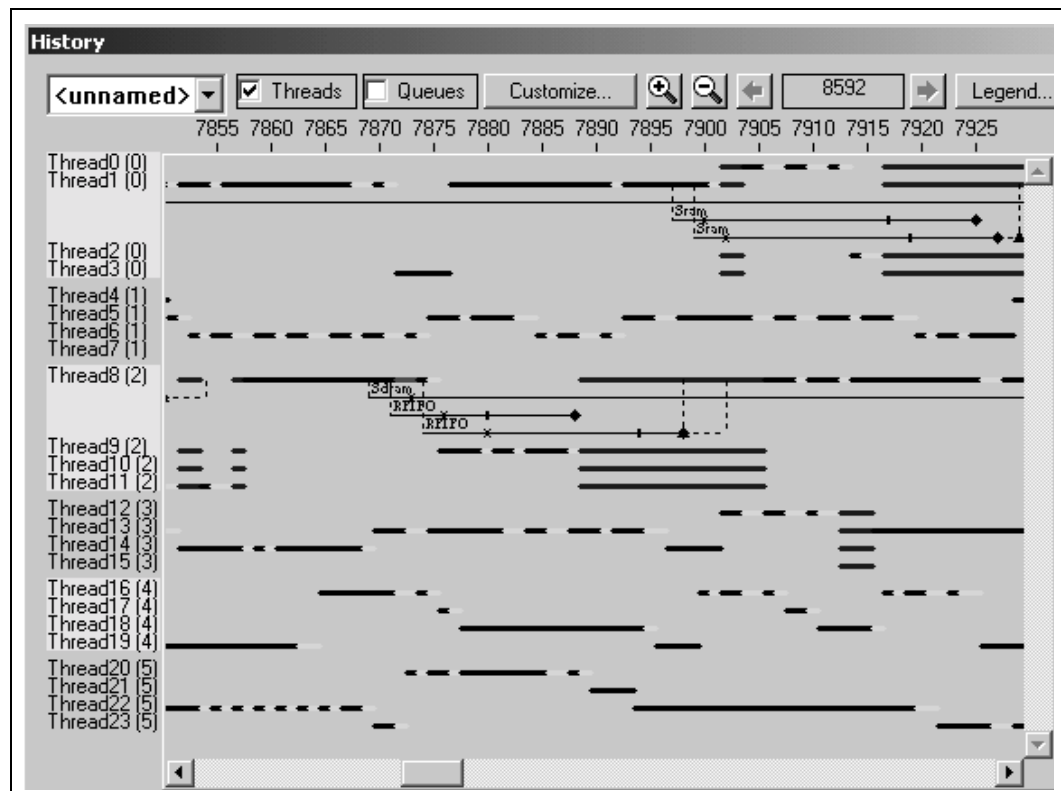 History
<unnamed> Threads Queues Customize... 8592 Legend...
7855 7860 7865 7870 7875 7880 7885 7890 7895 7900 7905 7910 7915 7920 7925
Thread0 (0)
Thread1 (0)
Sram
Sram
Thread2 (0)
Thread3 (0)
Thread4 (1)
Thread5 (1)
Thread6 (1)
Thread7 (1)
Thread8 (2)
Sdram
RFIFO
RFIFO
Thread9 (2)
Thread10 (2)
Thread11 (2)
Thread12 (3)
Thread13 (3)
Thread14 (3)
Thread15 (3)
Thread16 (4)
Thread17 (4)
Thread18 (4)
Thread19 (4)
Thread20 (5)
Thread21 (5)
Thread22 (5)
Thread23 (5)